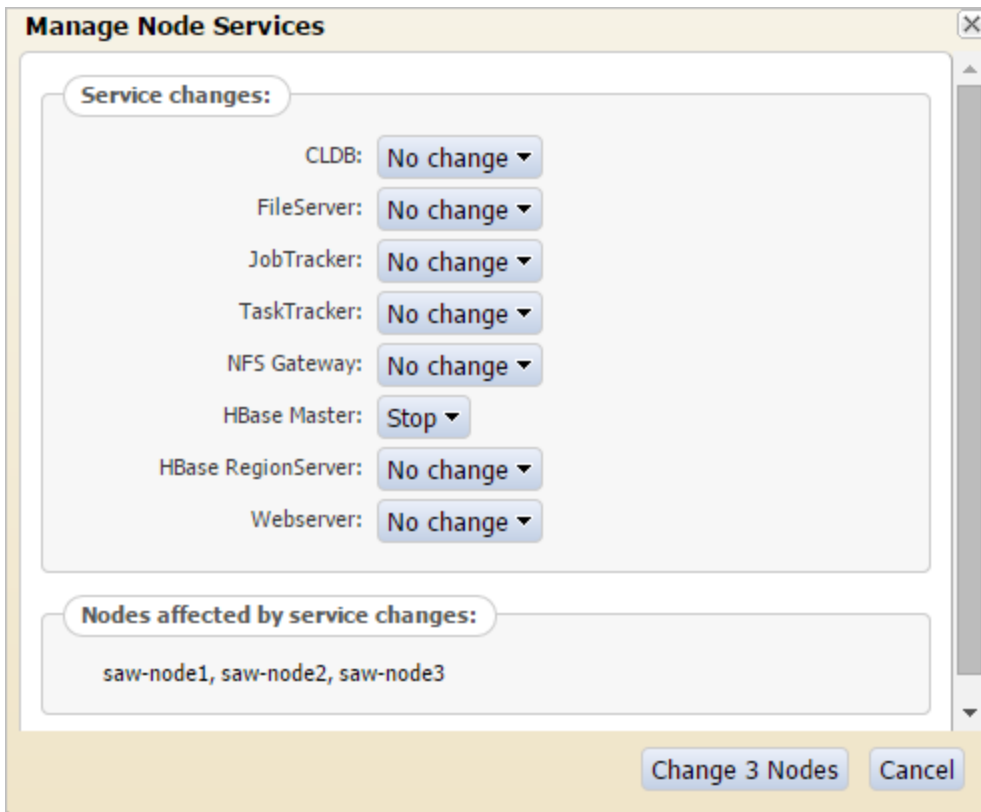 Manage Node Services
Service changes:
CLDB: No change
FileServer: No change
JobTracker: No change
TaskTracker: No change
NFS Gateway: No change
HBase Master: Stop
HBase RegionServer: No change
Webserver: No change
Nodes affected by service changes:
saw-node1, saw-node2, saw-node3
Change 3 Nodes Cancel